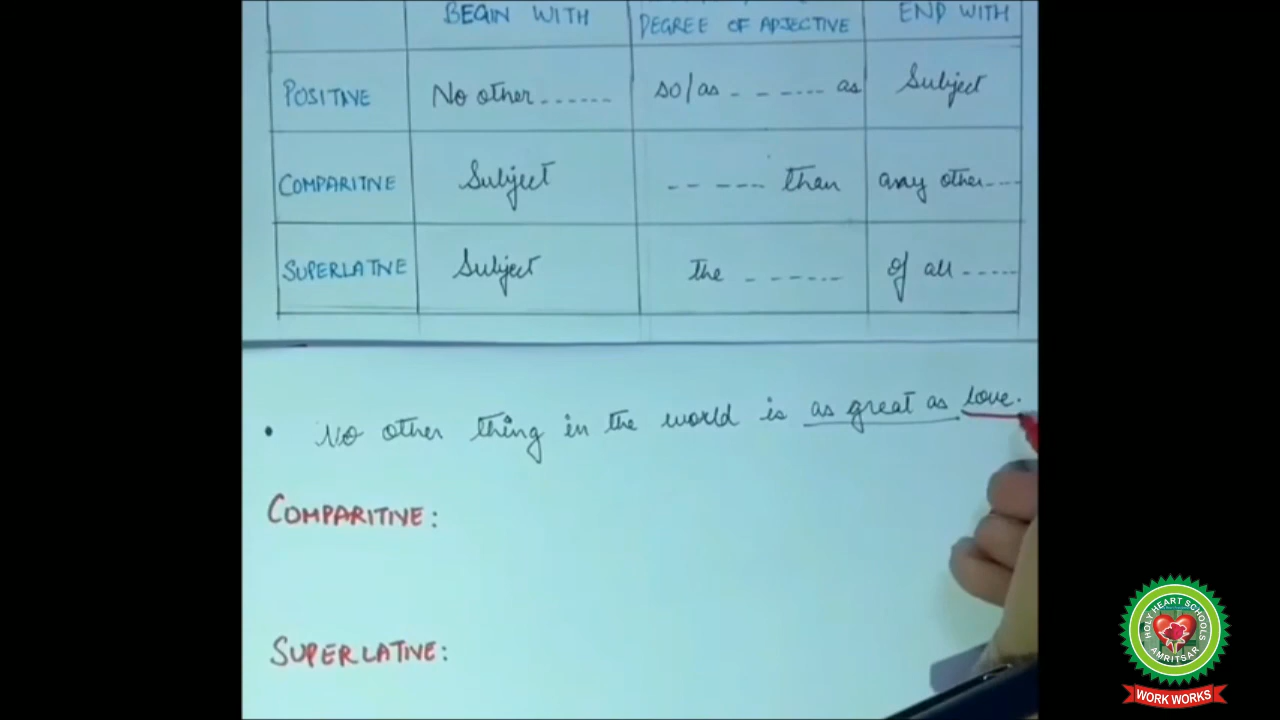 BEGIN WITH DEGREE OF ADJECTIVE END WITH
POSITIVE No other ...... so/as - - - ---- as Subject
COMPARITIVE Subject - - - --- than any other----
SUPERLATIVE Subject the - - - --- of all -----
• No other thing in the world is as great as love.
COMPARITIVE:
SUPERLATIVE:
HOLY HEART SCHOOLS
AMRITSAR
WORK WORKS